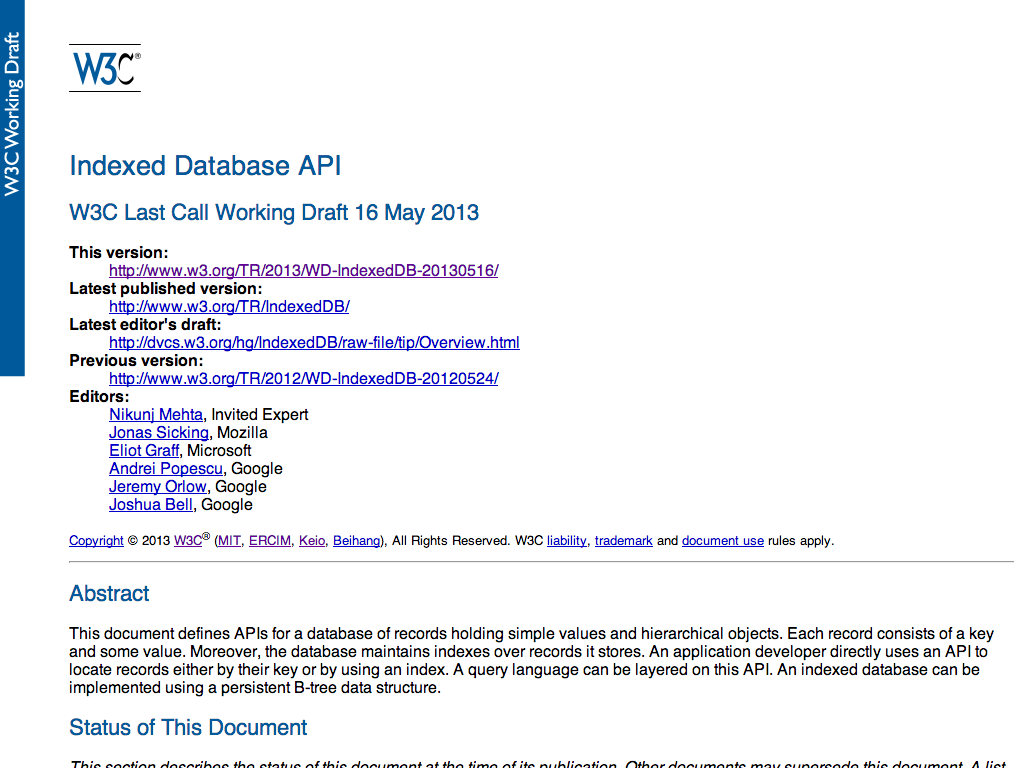 W3C Working Draft
W3C®
Indexed Database API
W3C Last Call Working Draft 16 May 2013
This version:
http://www.w3.org/TR/2013/WD-IndexedDB-20130516/
Latest published version:
http://www.w3.org/TR/IndexedDB/
Latest editor's draft:
http://dvcs.w3.org/hg/IndexedDB/raw-file/tip/Overview.html
Previous version:
http://www.w3.org/TR/2012/WD-IndexedDB-20120524/
Editors:
Nikunj Mehta, Invited Expert
Jonas Sicking, Mozilla
Eliot Graff, Microsoft
Andrei Popescu, Google
Jeremy Orlow, Google
Joshua Bell, Google
Copyright © 2013 W3C® (MIT, ERCIM, Keio, Beihang), All Rights Reserved. W3C liability, trademark and document use rules apply.
Abstract
This document defines APIs for a database of records holding simple values and hierarchical objects. Each record consists of a key
and some value. Moreover, the database maintains indexes over records it stores. An application developer directly uses an API to
locate records either by their key or by using an index. A query language can be layered on this API. An indexed database can be
implemented using a persistent B-tree data structure.
Status of This Document
This section describes the status of this document at the time of its publication. Other documents may supersede this document. A list